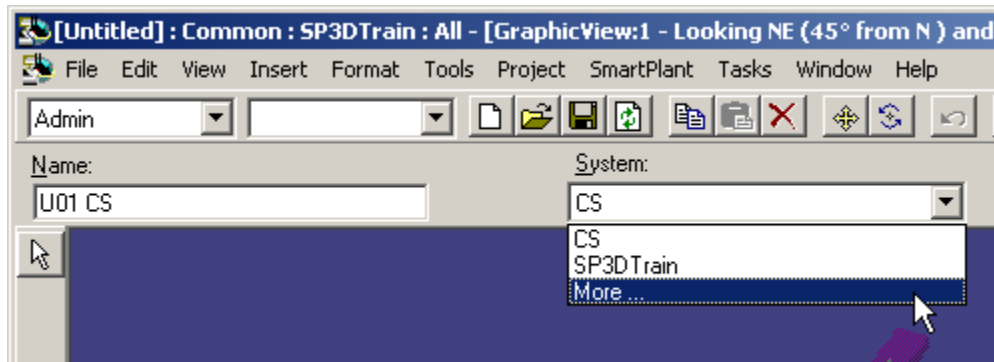 [Untitled] : Common : SP3DTrain : All - [GraphicView:1 - Looking NE (45° from N ) and
File Edit View Insert Format Tools Project SmartPlant Tasks Window Help
Admin
Name: System:
U01 CS CS
CS
SP3DTrain
More ...